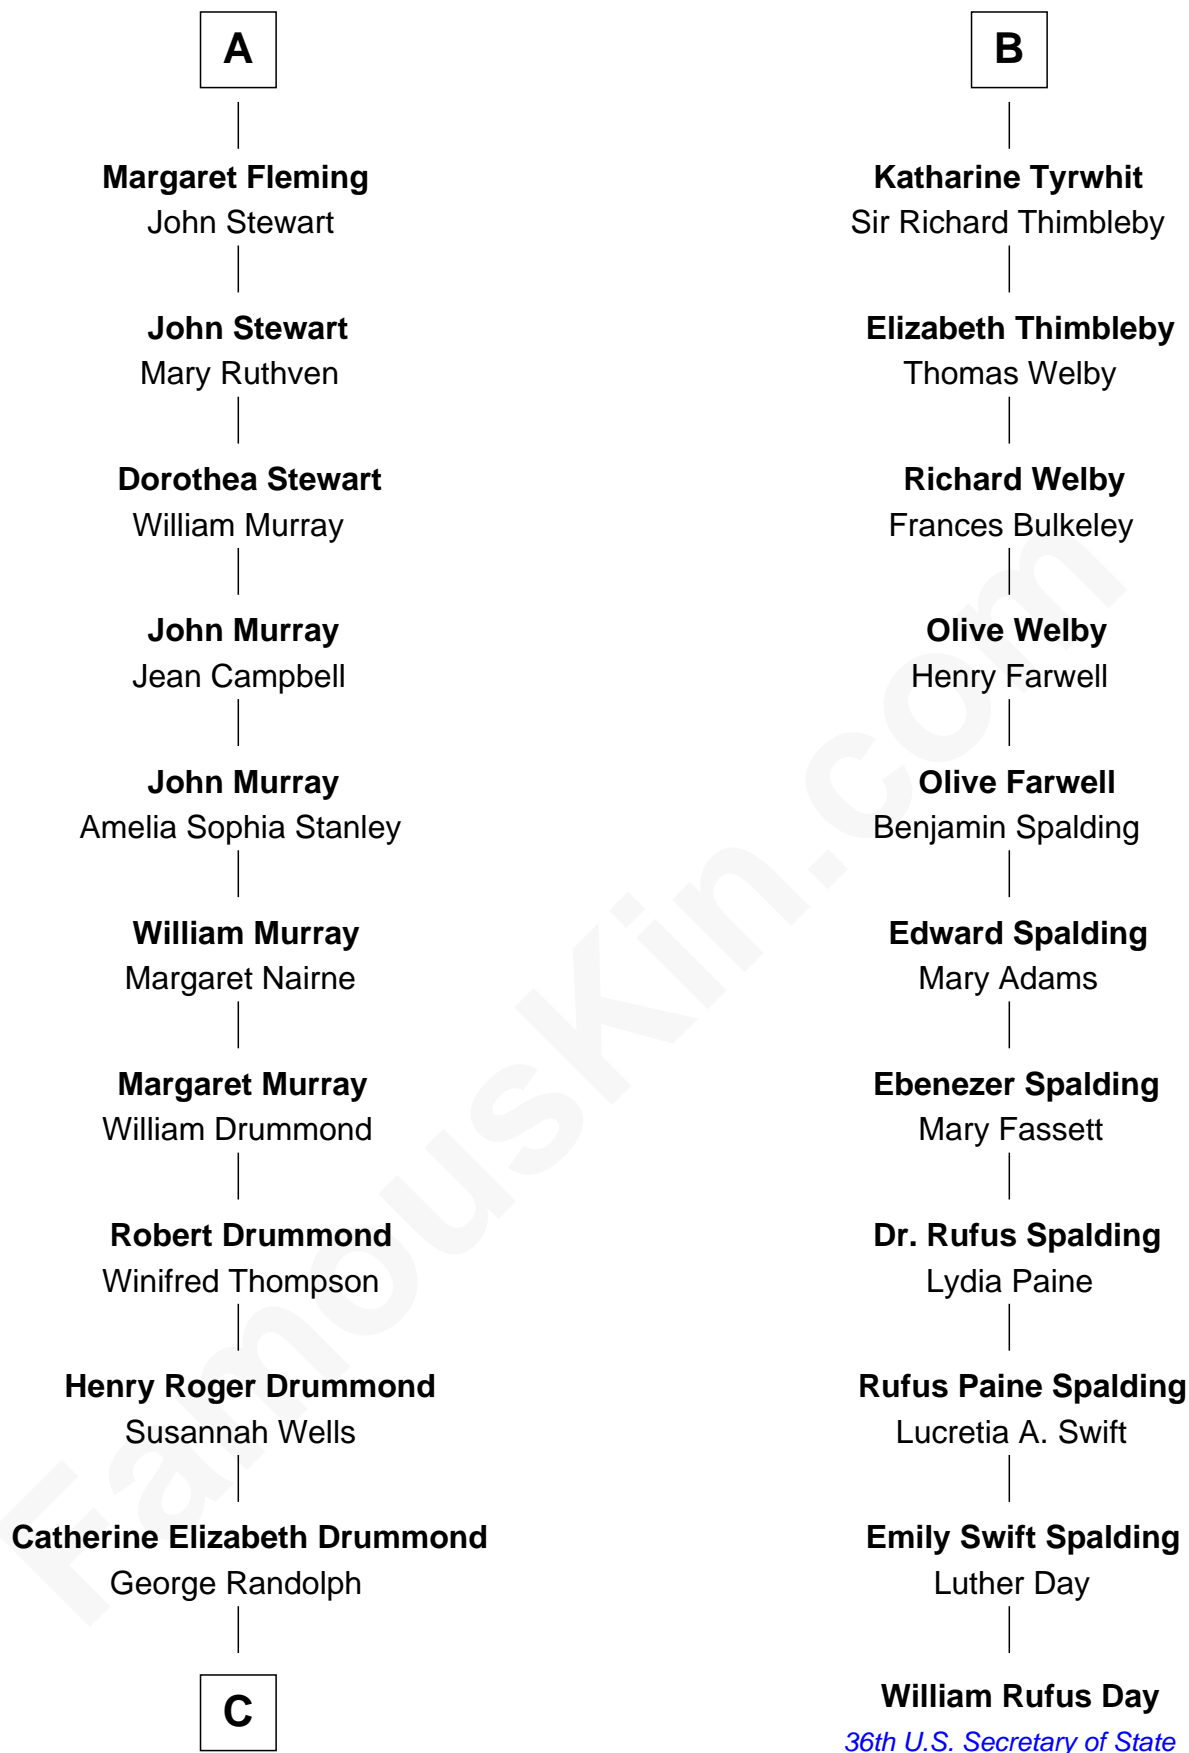 A
Margaret Fleming
John Stewart
John Stewart
Mary Ruthven
Dorothea Stewart
William Murray
John Murray
Jean Campbell
John Murray
Amelia Sophia Stanley
William Murray
Margaret Nairne
Margaret Murray
William Drummond
Robert Drummond
Winifred Thompson
Henry Roger Drummond
Susannah Wells
Catherine Elizabeth Drummond
George Randolph
C
B
Katharine Tyrwhit
Sir Richard Thimbleby
Elizabeth Thimbleby
Thomas Welby
Richard Welby
Frances Bulkeley
Olive Welby
Henry Farwell
Olive Farwell
Benjamin Spalding
Edward Spalding
Mary Adams
Ebenezer Spalding
Mary Fassett
Dr. Rufus Spalding
Lydia Paine
Rufus Paine Spalding
Lucretia A. Swift
Emily Swift Spalding
Luther Day
William Rufus Day
36th U.S. Secretary of State
FamousKin.com